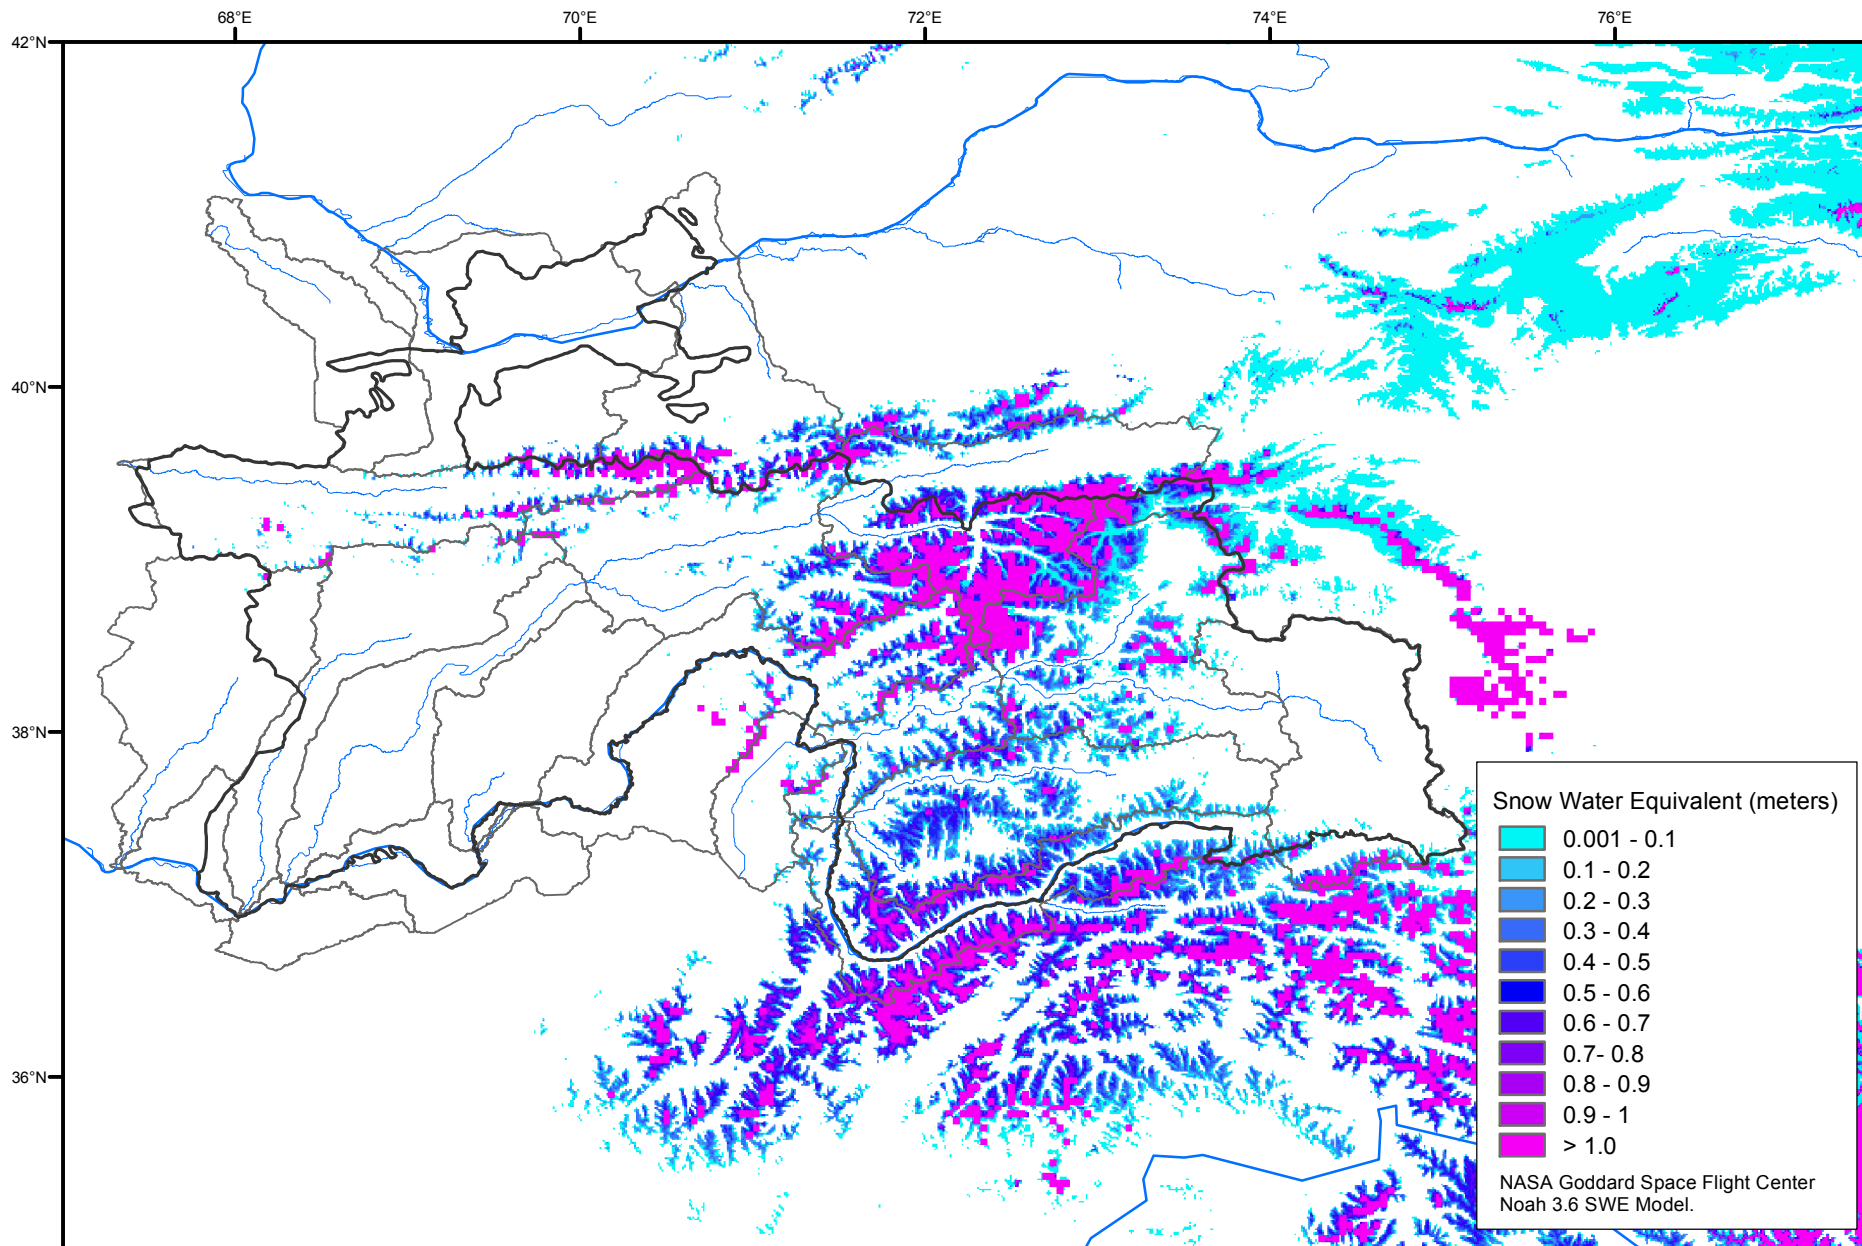 68°E
70°E
72°E
74°E
76°E
42°N
40°N
38°N
36°N
Snow Water Equivalent (meters)
0.001 - 0.1
0.1 - 0.2
0.2 - 0.3
0.3 - 0.4
0.4 - 0.5
0.5 - 0.6
0.6 - 0.7
0.7- 0.8
0.8 - 0.9
0.9 - 1
> 1.0
NASA Goddard Space Flight Center
Noah 3.6 SWE Model.